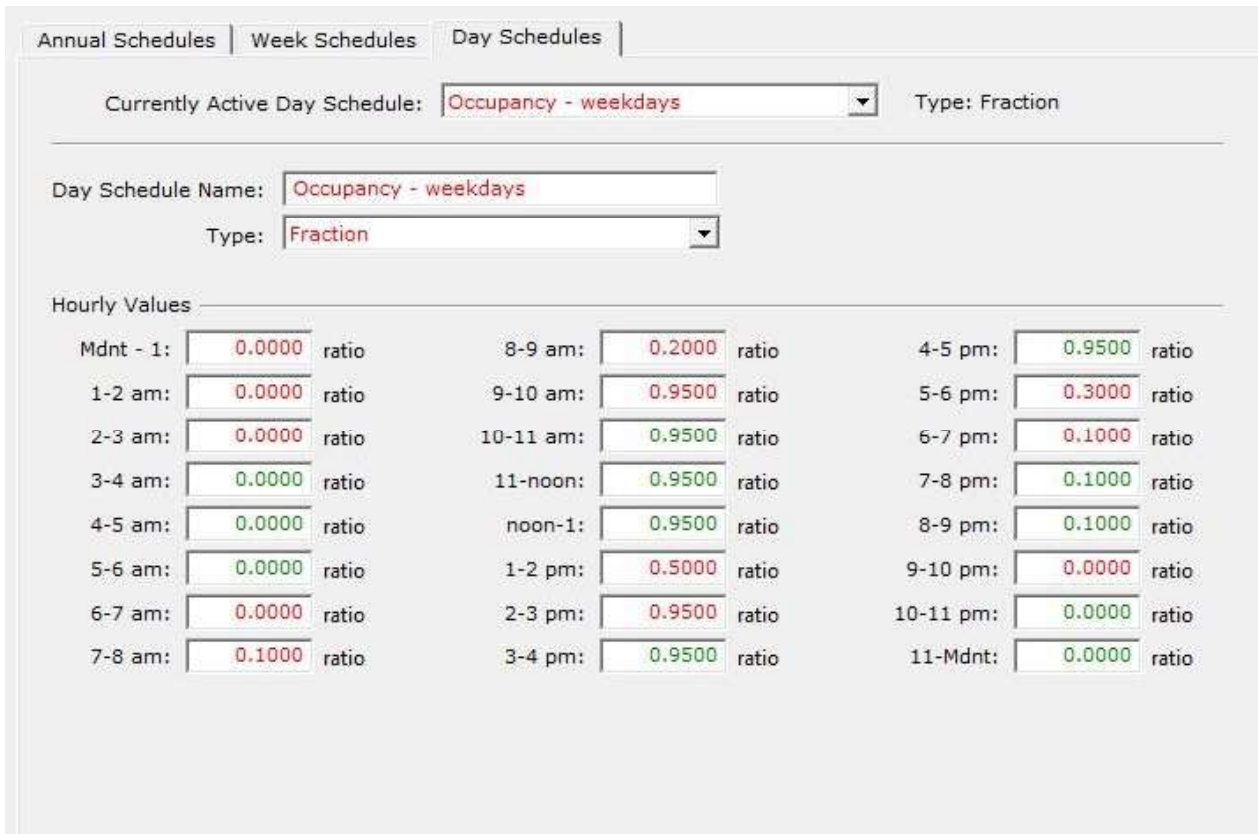 Annual Schedules Week Schedules Day Schedules
Currently Active Day Schedule: Occupancy - weekdays Type: Fraction
Day Schedule Name: Occupancy - weekdays
Type: Fraction
Hourly Values
Mdnt - 1: 0.0000 ratio 8-9 am: 0.2000 ratio 4-5 pm: 0.9500 ratio
1-2 am: 0.0000 ratio 9-10 am: 0.9500 ratio 5-6 pm: 0.3000 ratio
2-3 am: 0.0000 ratio 10-11 am: 0.9500 ratio 6-7 pm: 0.1000 ratio
3-4 am: 0.0000 ratio 11-noon: 0.9500 ratio 7-8 pm: 0.1000 ratio
4-5 am: 0.0000 ratio noon-1: 0.9500 ratio 8-9 pm: 0.1000 ratio
5-6 am: 0.0000 ratio 1-2 pm: 0.5000 ratio 9-10 pm: 0.0000 ratio
6-7 am: 0.0000 ratio 2-3 pm: 0.9500 ratio 10-11 pm: 0.0000 ratio
7-8 am: 0.1000 ratio 3-4 pm: 0.9500 ratio 11-Mdnt: 0.0000 ratio